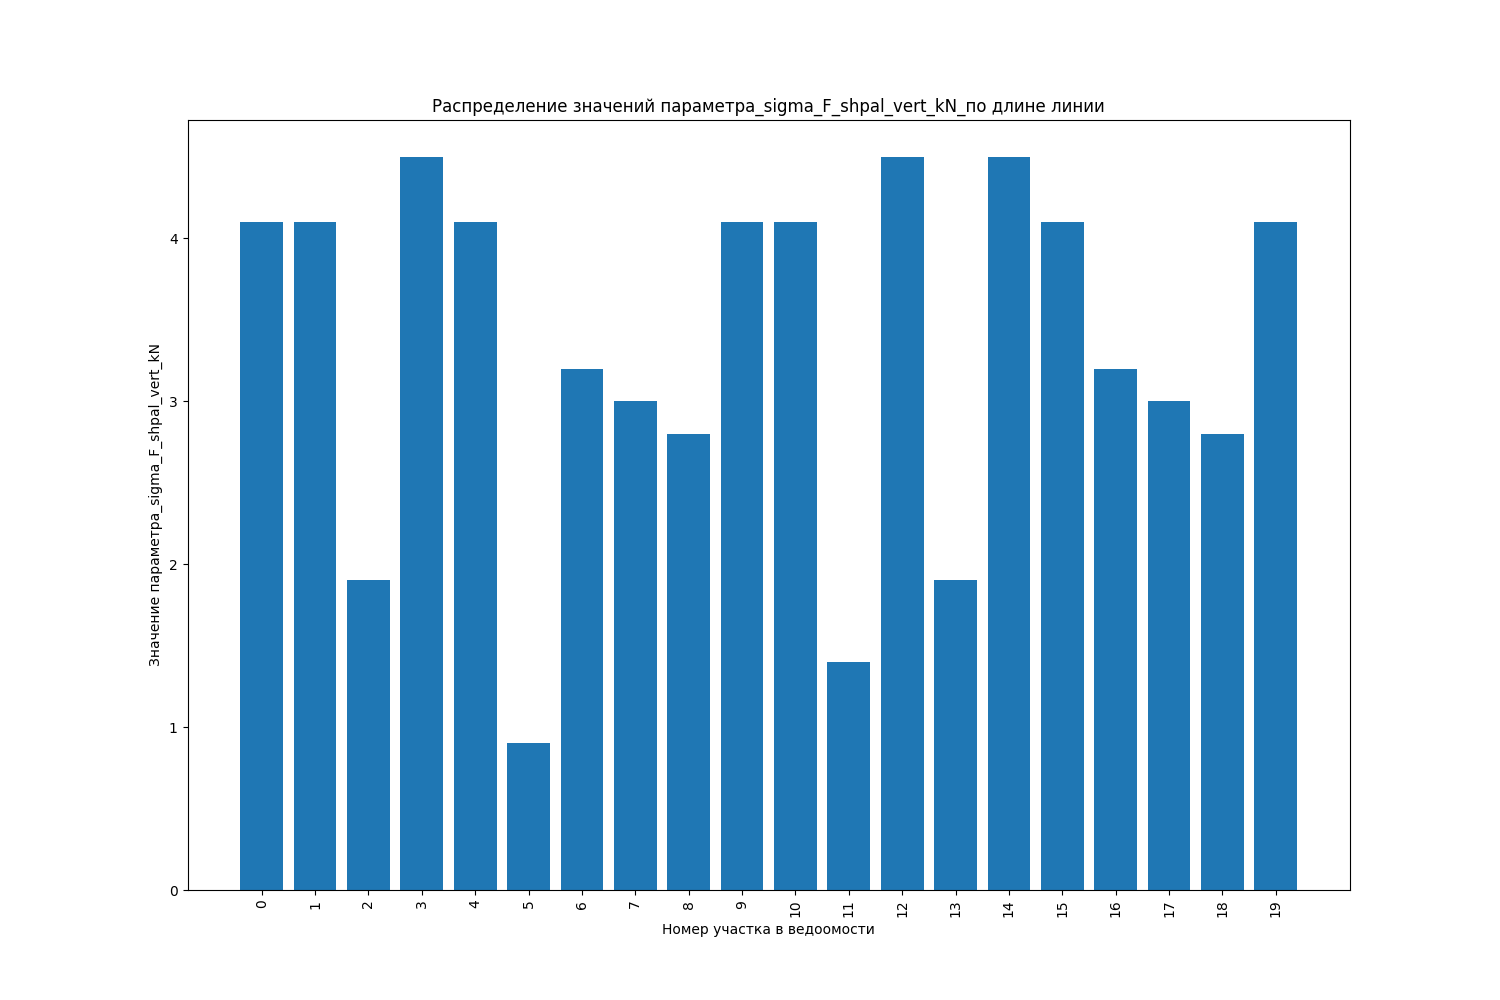 Распределение значений параметра_sigma_F_shpal_vert_kN_по длине линии
Значение параметра_sigma_F_shpal_vert_kN
4
3
2
1
0
0 1 2 3 4 5 6 7 8 9 10 11 12 13 14 15 16 17 18 19
Номер участка в ведоомости